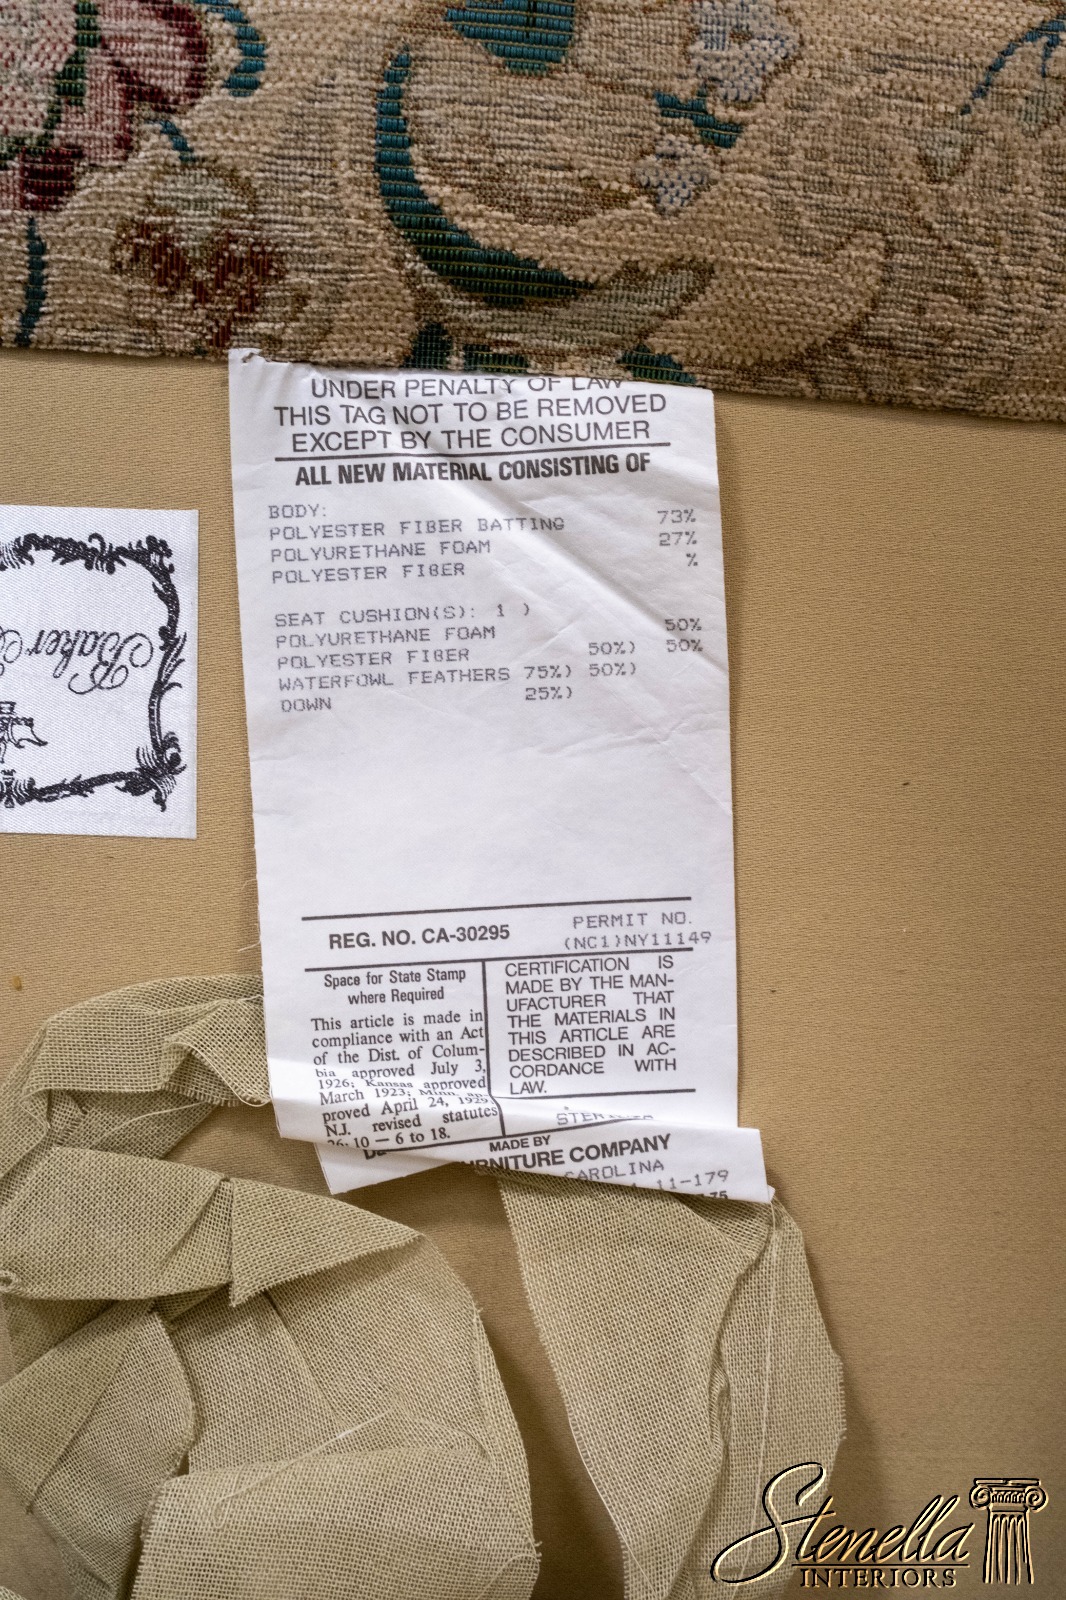 UNDER PENALTY OF LAW
THIS TAG NOT TO BE REMOVED
EXCEPT BY THE CONSUMER
ALL NEW MATERIAL CONSISTING OF
BODY:
POLYESTER FIBER BATTING 73%
POLYURETHANE FOAM 27%
POLYESTER FIBER %
SEAT CUSHION(S): 1 )
POLYURETHANE FOAM 50%
POLYESTER FIBER 50%) 50%
WATERFOWL FEATHERS 75%) 50%)
DOWN 25%)
REG. NO. CA-30295
PERMIT NO.
(NC1)NY11149
Space for State Stamp
where Required
This article is made in
compliance with an Act
of the Dist. of Colum-
bia approved July 3,
1926; Kansas approved
March 1923; Minn. ap-
proved April 24, 1929;
N.J. revised statutes
26: 10 – 6 to 18.
CERTIFICATION IS
MADE BY THE MAN-
UFACTURER THAT
THE MATERIALS IN
THIS ARTICLE ARE
DESCRIBED IN AC-
CORDANCE WITH
LAW.
MADE BY
COMPANY
CAROLINA
11-179
Baker
Stenella
INTERIORS